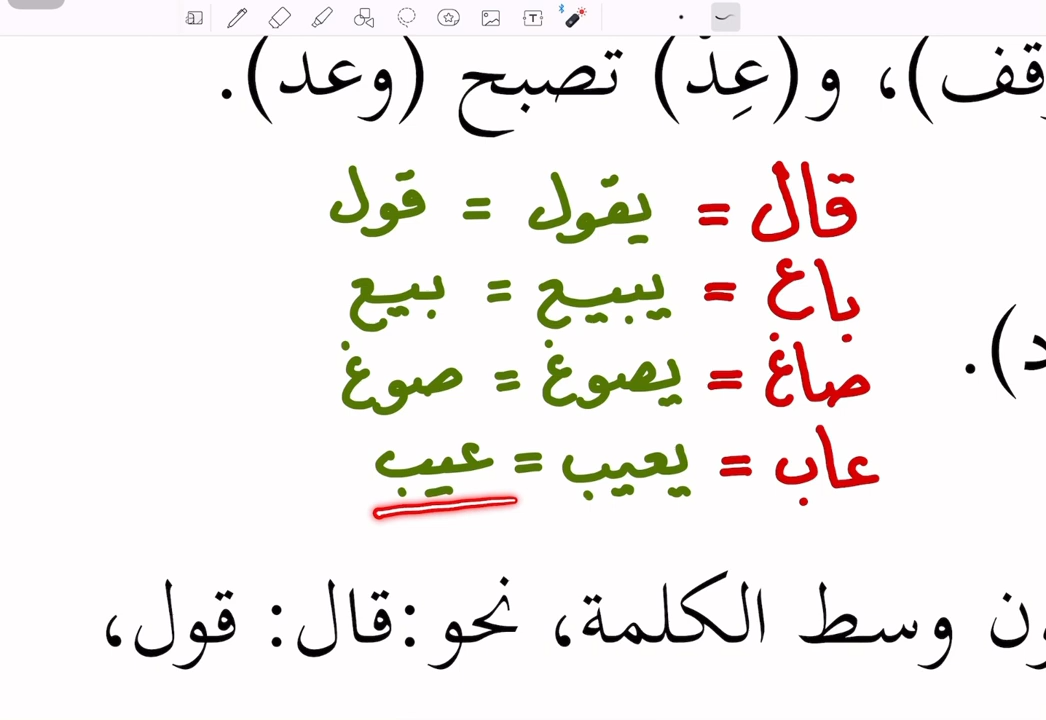 قف)، و(عِدْ) تصبح (وعد).
قال = يقول = قول
باع = يبيع = بيع
صاغ = يصوغ = صوغ
د).
عاب = يعيب = عيب
وسط الكلمة، نحو: قال: قول،